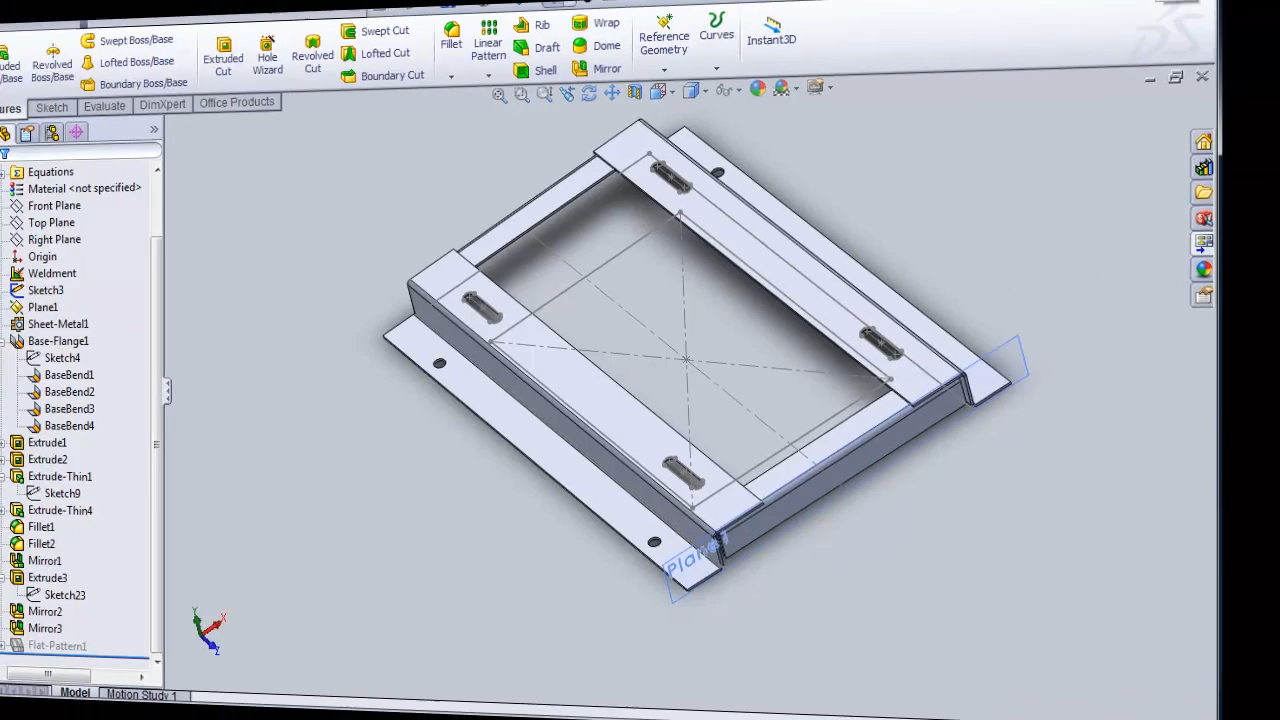 Swept Boss/Base
Lofted Boss/Base
Boundary Boss/Base
Revolved
Boss/Base
Extruded
Cut
Hole
Wizard
Revolved
Cut
Swept Cut
Lofted Cut
Boundary Cut
Fillet
Linear
Pattern
Rib
Draft
Shell
Wrap
Dome
Mirror
Reference
Geometry
Curves
Instant3D
Sketch
Evaluate
DimXpert
Office Products
Equations
Material <not specified>
Front Plane
Top Plane
Right Plane
Origin
Weldment
Sketch3
Plane1
Sheet-Metal1
Base-Flange1
Sketch4
BaseBend1
BaseBend2
BaseBend3
BaseBend4
Extrude1
Extrude2
Extrude-Thin1
Sketch9
Extrude-Thin4
Fillet1
Fillet2
Mirror1
Extrude3
Sketch23
Mirror2
Mirror3
Flat-Pattern1
Y
X
Z
Model
Motion Study 1